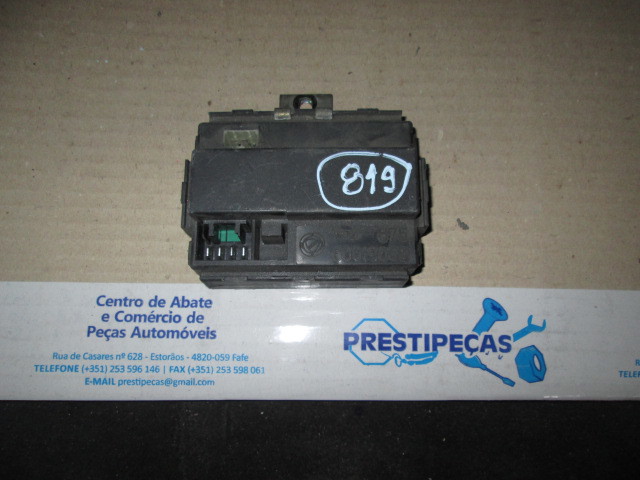 819
Centro de Abate
e Comércio de
Peças Automóveis
Rua de Casares nº 628 - Estorãos - 4820-059 Fafe
TELEFONE (+351) 253 596 146 | FAX (+351) 253 598 061
E-MAIL prestipecas@gmail.com
PRESTIPEÇAS